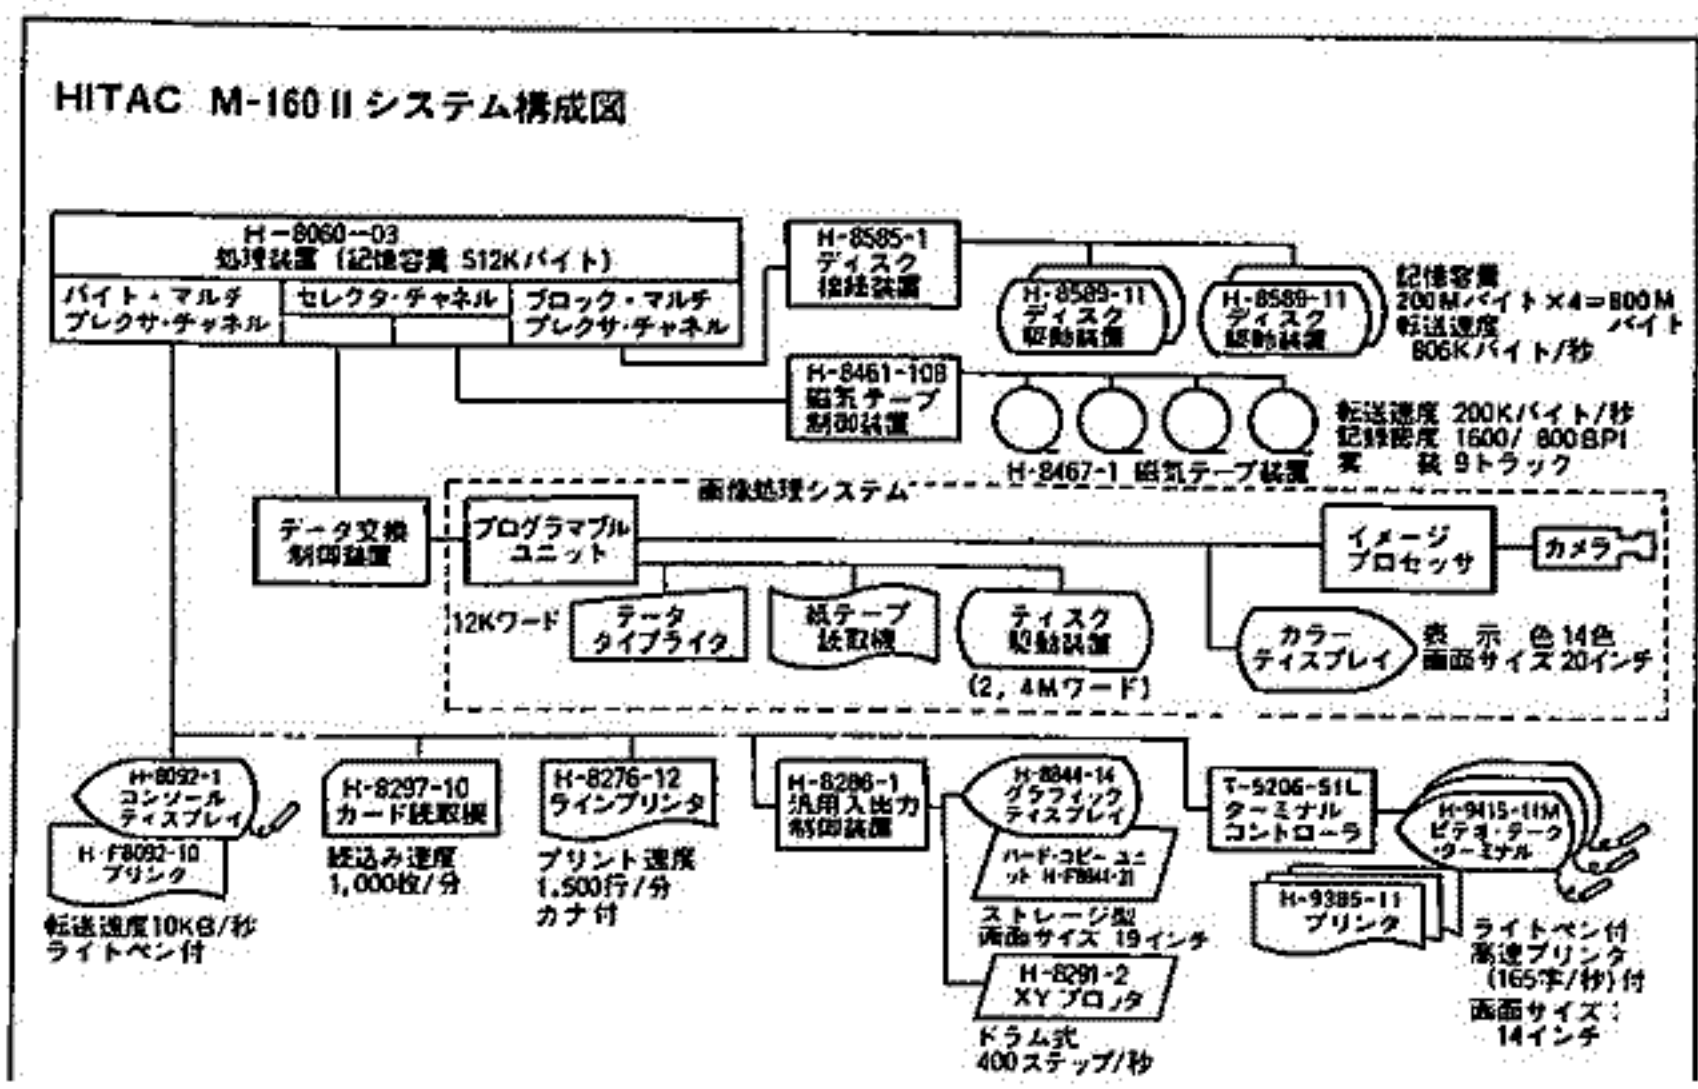 HITAC M-160 II システム構成図
H-8060-03
処理装置 (記憶容量 512Kバイト)
バイト・マルチ
プレクサ・チャネル
セレクタ・チャネル
ブロック・マルチ
プレクサ・チャネル
H-8585-1
ディスク
接続装置
H-8589-11
ディスク
駆動装置
H-8589-11
ディスク
駆動装置
記憶容量
200Mバイト×4=800M
バイト
転送速度
806Kバイト/秒
H-8461-10B
磁気テープ
制御装置
H-8467-1 磁気テープ装置
転送速度 200Kバイト/秒
記録密度 1600/800BPI
実 装 9トラック
データ交換
制御装置
画像処理システム
プログラマブル
ユニット
12Kワード
データ
タイプライタ
紙テープ
読取機
ディスク
駆動装置
(2, 4Mワード)
イメージ
プロセッサ
カメラ
カラー
ディスプレイ
表 示 色 14色
画面サイズ 20インチ
H-8092-1
コンソール
ディスプレイ
H-F8092-10
プリンタ
転送速度10KB/秒
ライトペン付
H-8297-10
カード読取機
読込み速度
1,000枚/分
H-8276-12
ラインプリンタ
プリント速度
1.500行/分
カナ付
H-8286-1
汎用入出力
制御装置
H-8844-14
グラフィック
ディスプレイ
ハード・コピー ユニ
ット H-F8844-21
ストレージ型
画面サイズ 19インチ
H-8291-2
XYプロッタ
ドラム式
400ステップ/秒
T-5206-51L
ターミナル
コントローラ
H-9415-11M
ビデオ・データ
・ターミナル
H-9385-11
プリンタ
ライトペン付
高速プリンタ
(165字/秒)付
画面サイズ:
14インチ